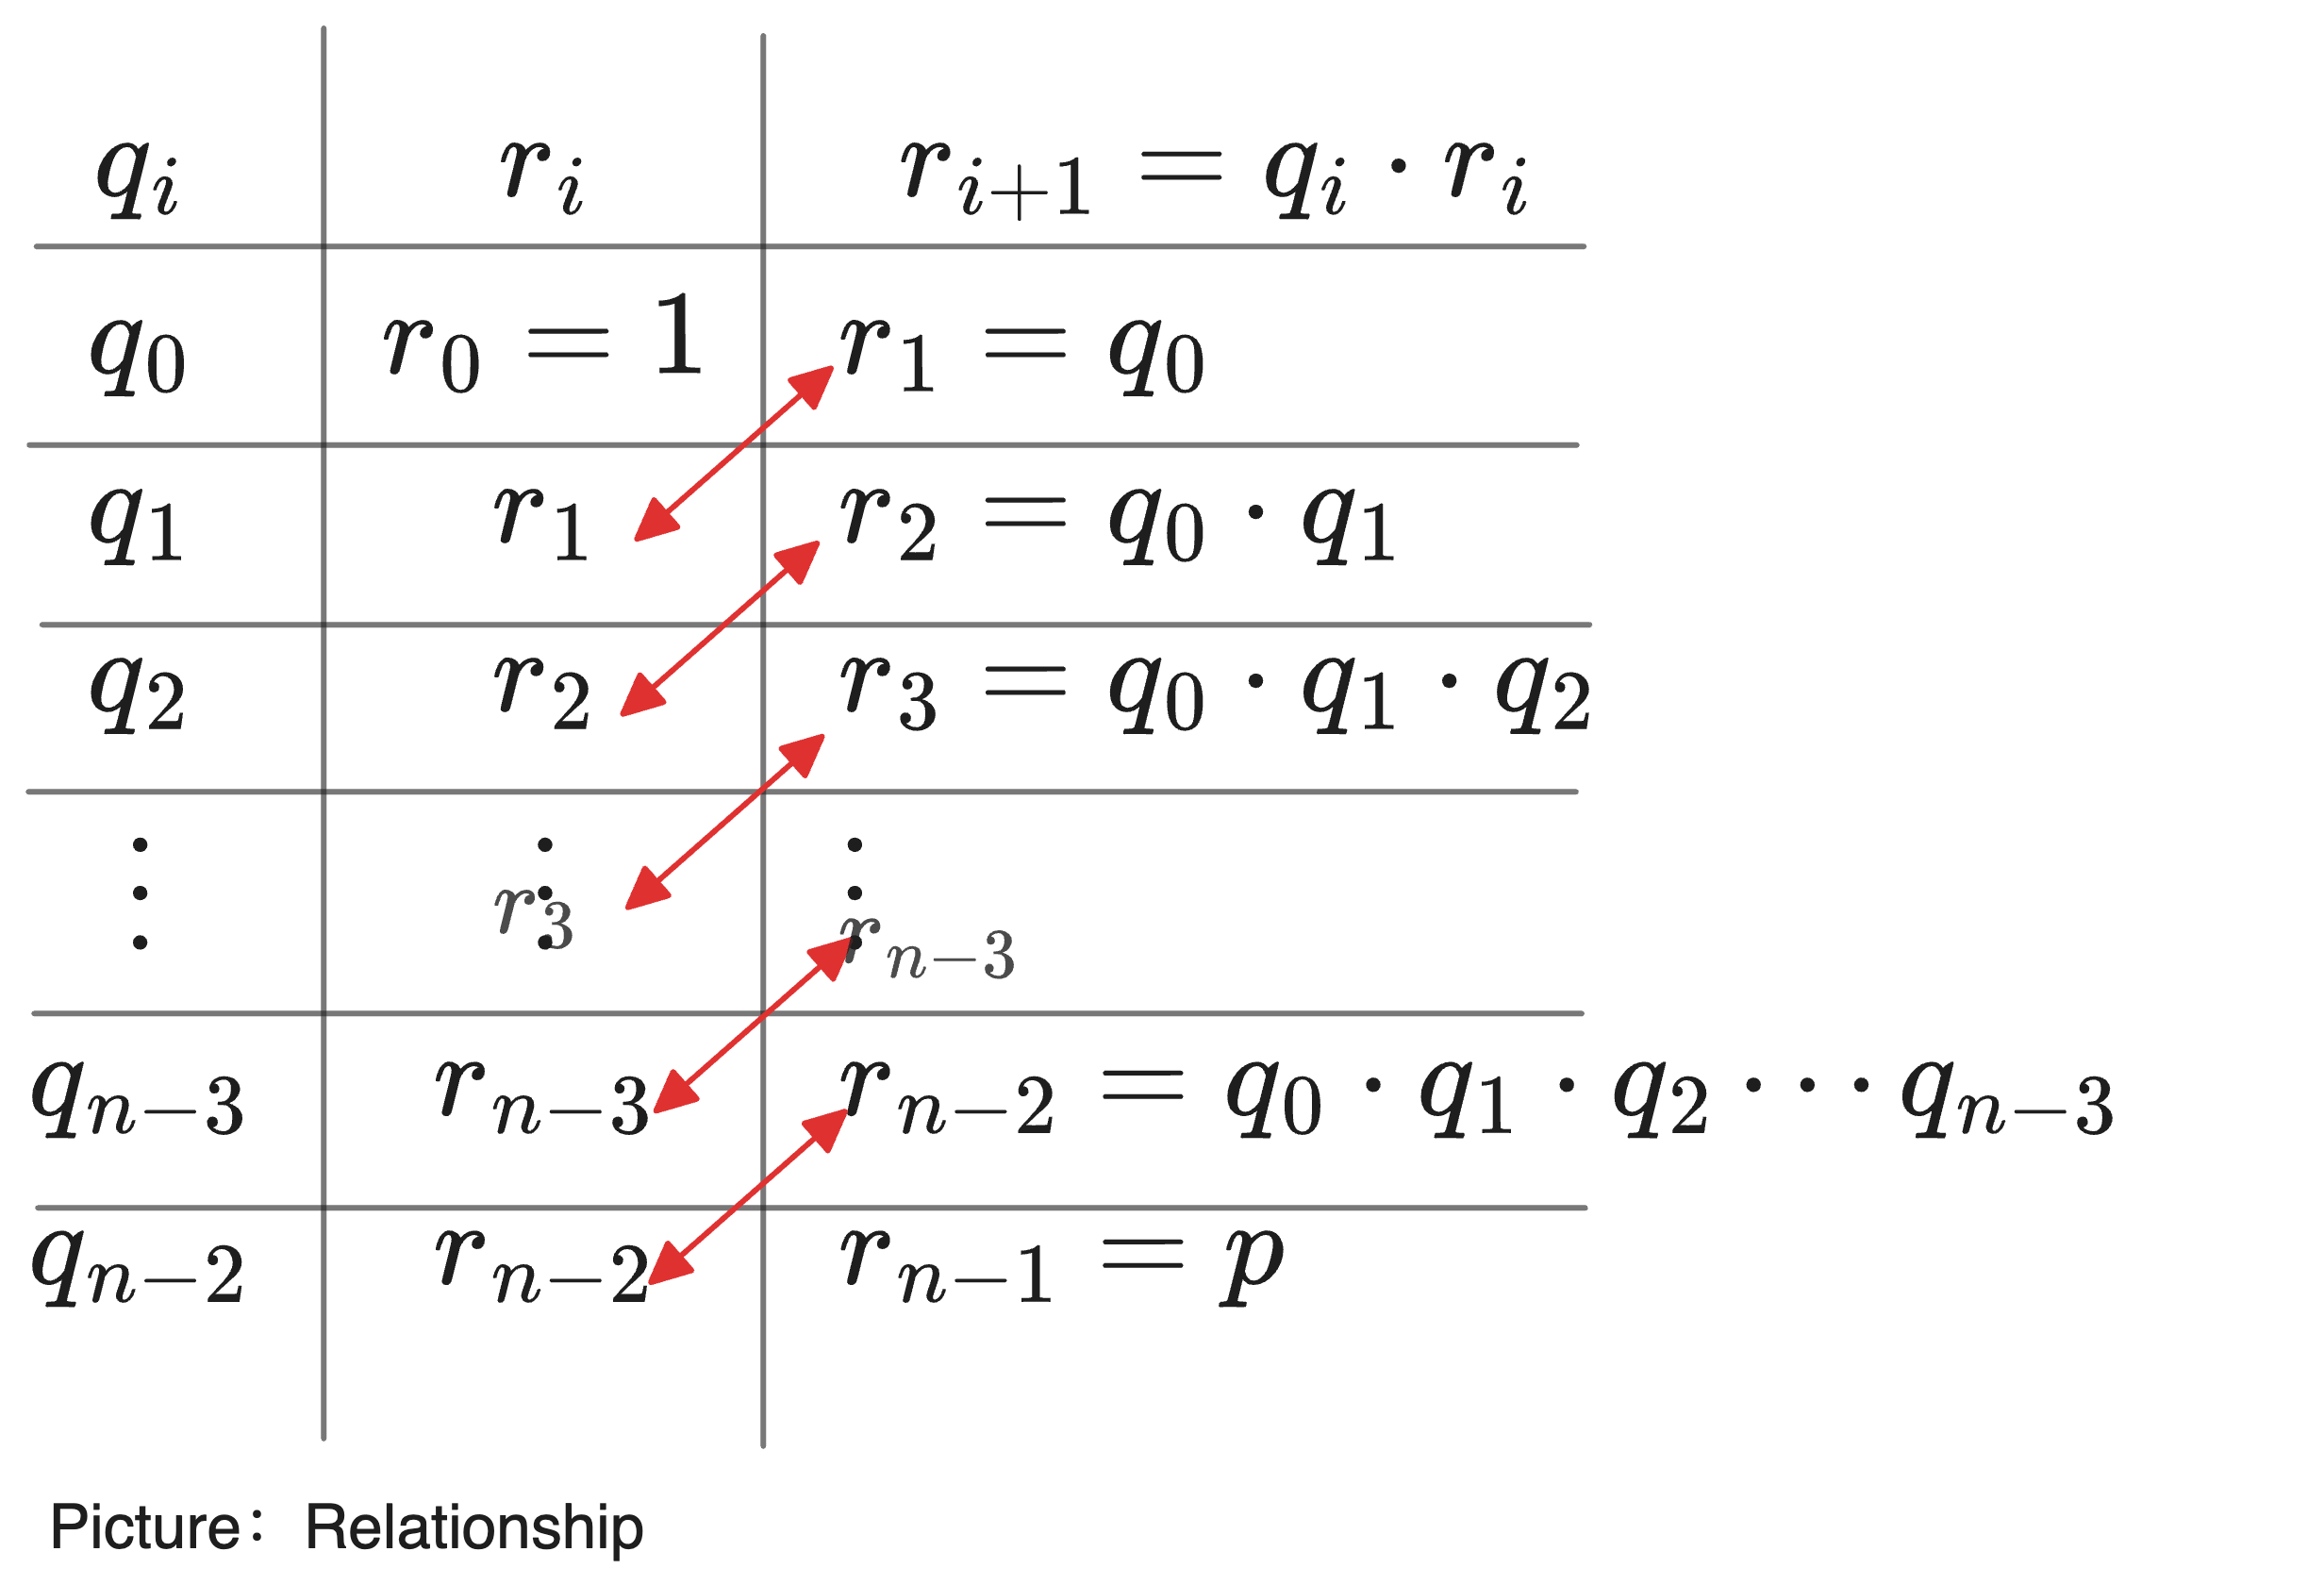 q_i r_i r_{i+1} = q_i · r_i
q_0 r_0 = 1 r_1 = q_0
q_1 r_1 r_2 = q_0 · q_1
q_2 r_2 r_3 = q_0 · q_1 · q_2
⋮ ⋮ ⋮
r_3 r_{n−3}
q_{n−3} r_{n−3} r_{n−2} = q_0 · q_1 · q_2 ··· q_{n−3}
q_{n−2} r_{n−2} r_{n−1} = p
Picture： Relationship